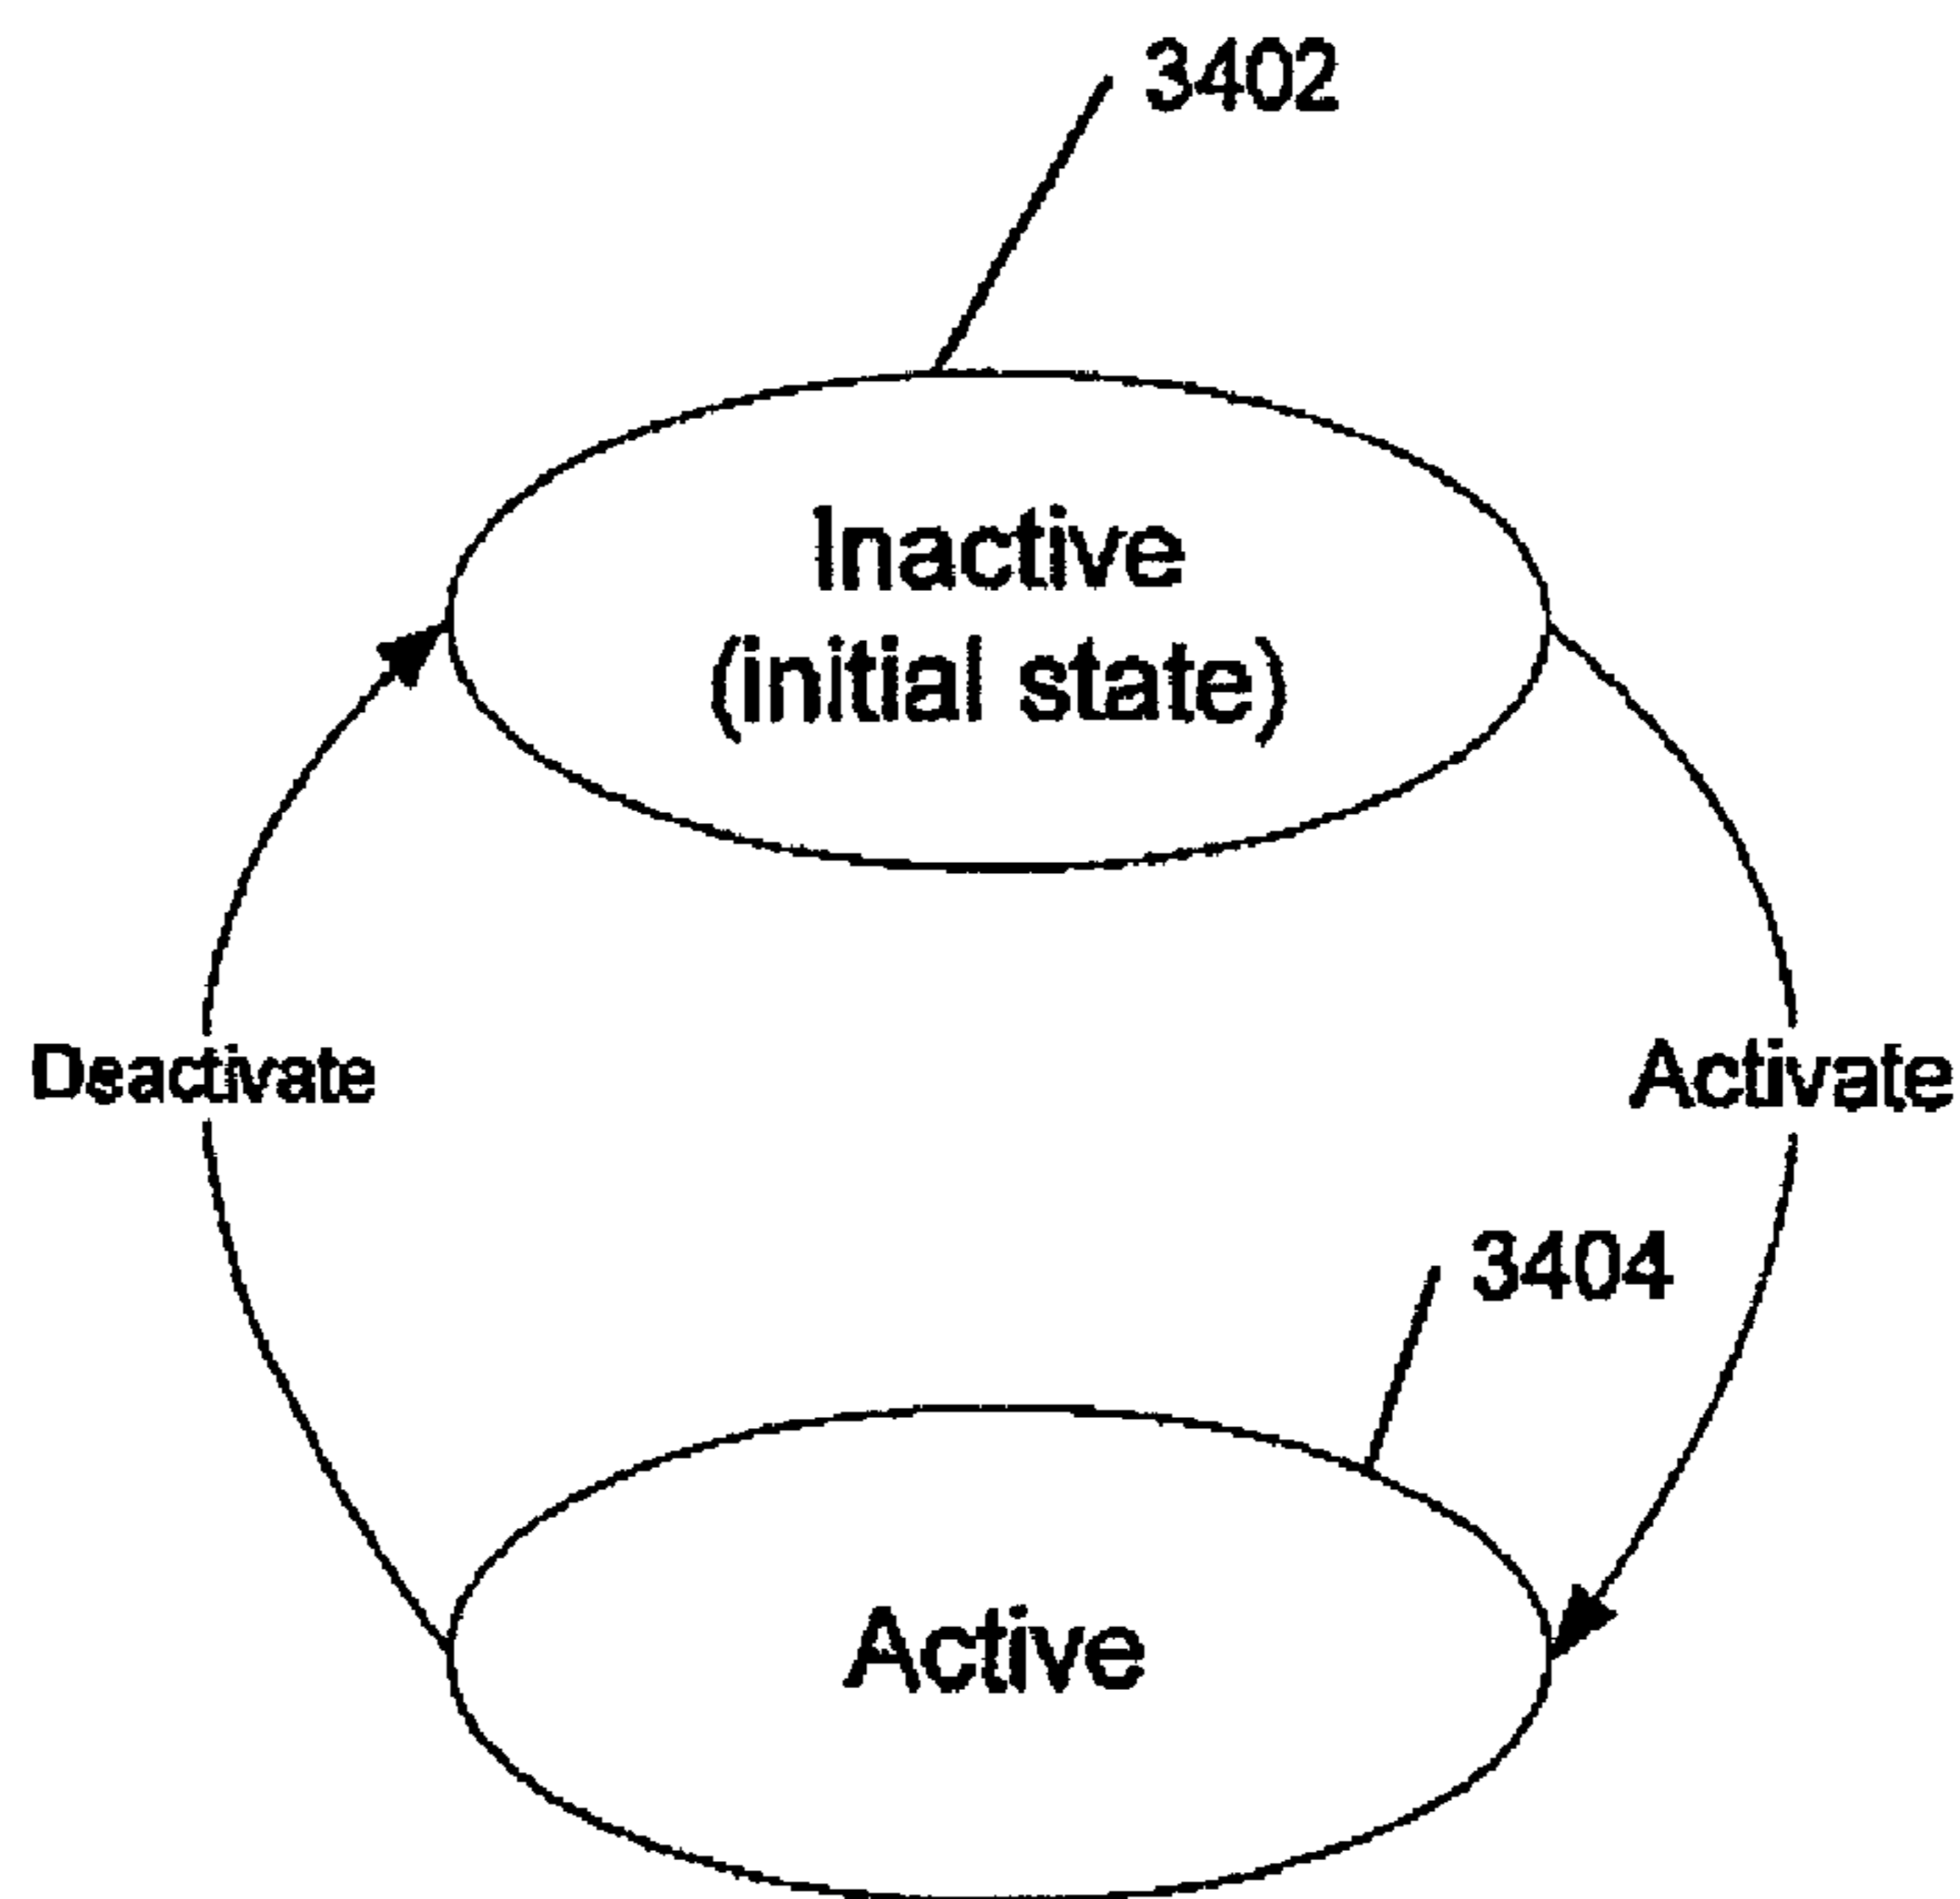 3402
Inactive
(initial state)
Deactivate
Activate
3404
Active